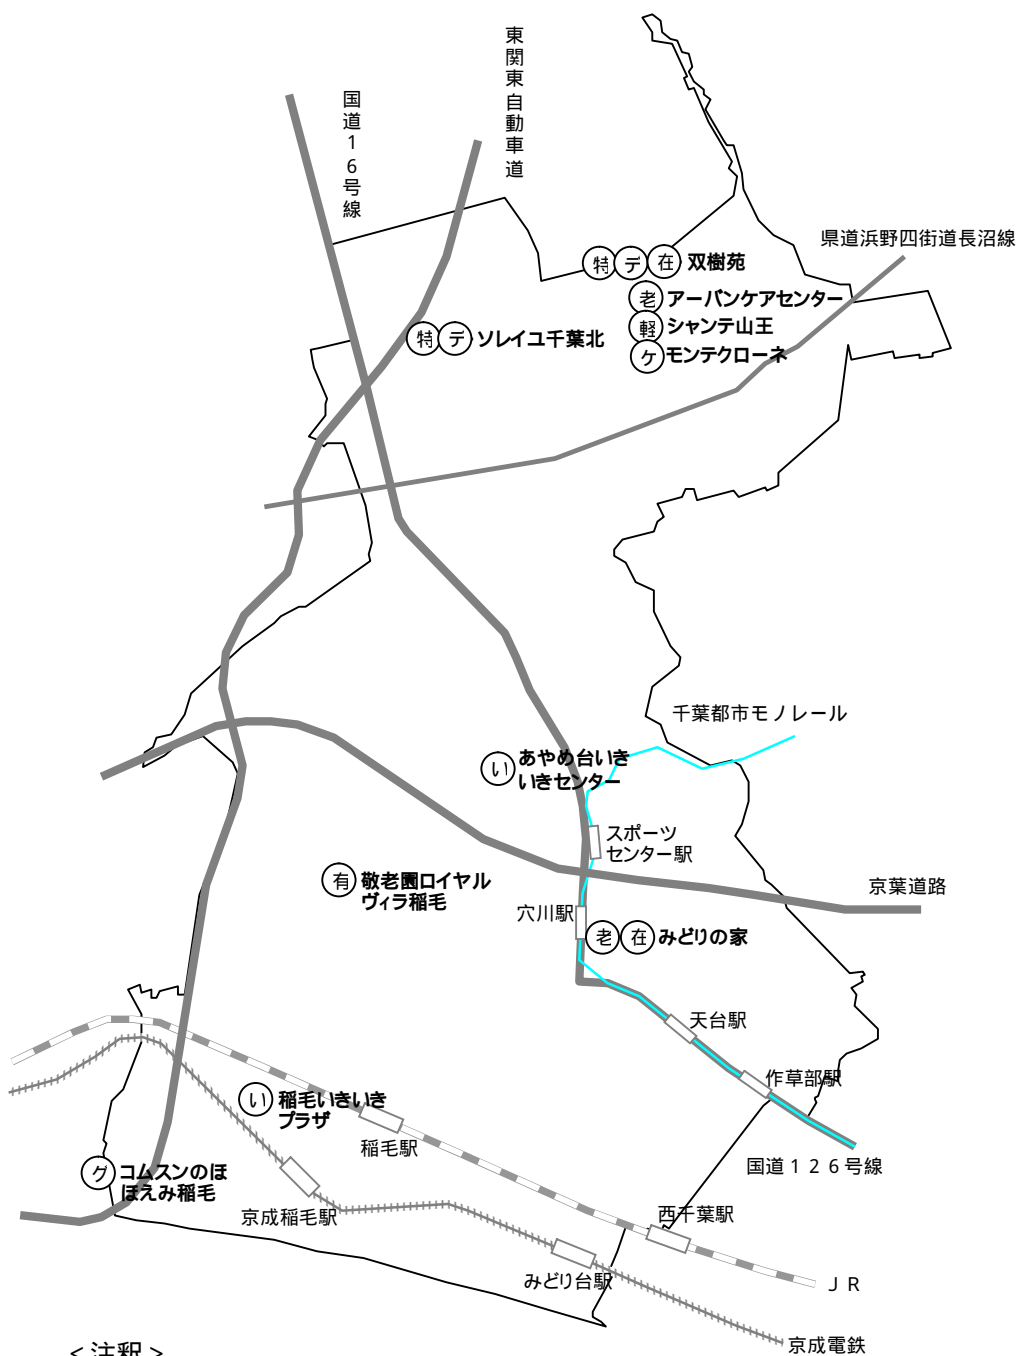 東関東自動車道
国道16号線
県道浜野四街道長沼線
特 デ 在 双樹苑
老 アーバンケアセンター
軽 シャンテ山王
ケ モンテクローネ
特 デ ソレイユ千葉北
千葉都市モノレール
い あやめ台いき
いきセンター
スポーツ
センター駅
有 敬老園ロイヤル
ヴィラ稲毛
京葉道路
穴川駅
老 在 みどりの家
天台駅
作草部駅
い 稲毛いきいき
プラザ
稲毛駅
国道126号線
グ コムスンのほ
ほえみ稲毛
京成稲毛駅
西千葉駅
みどり台駅
JR
京成電鉄
<注釈>